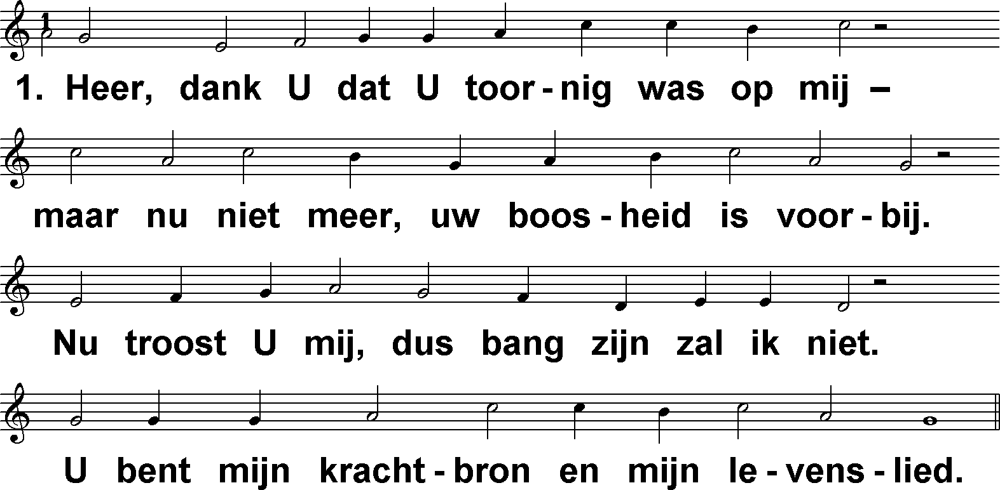 1
1. Heer, dank U dat U toor-nig was op mij –
maar nu niet meer, uw boos-heid is voor-bij.
Nu troost U mij, dus bang zijn zal ik niet.
U bent mijn kracht-bron en mijn le-vens-lied.